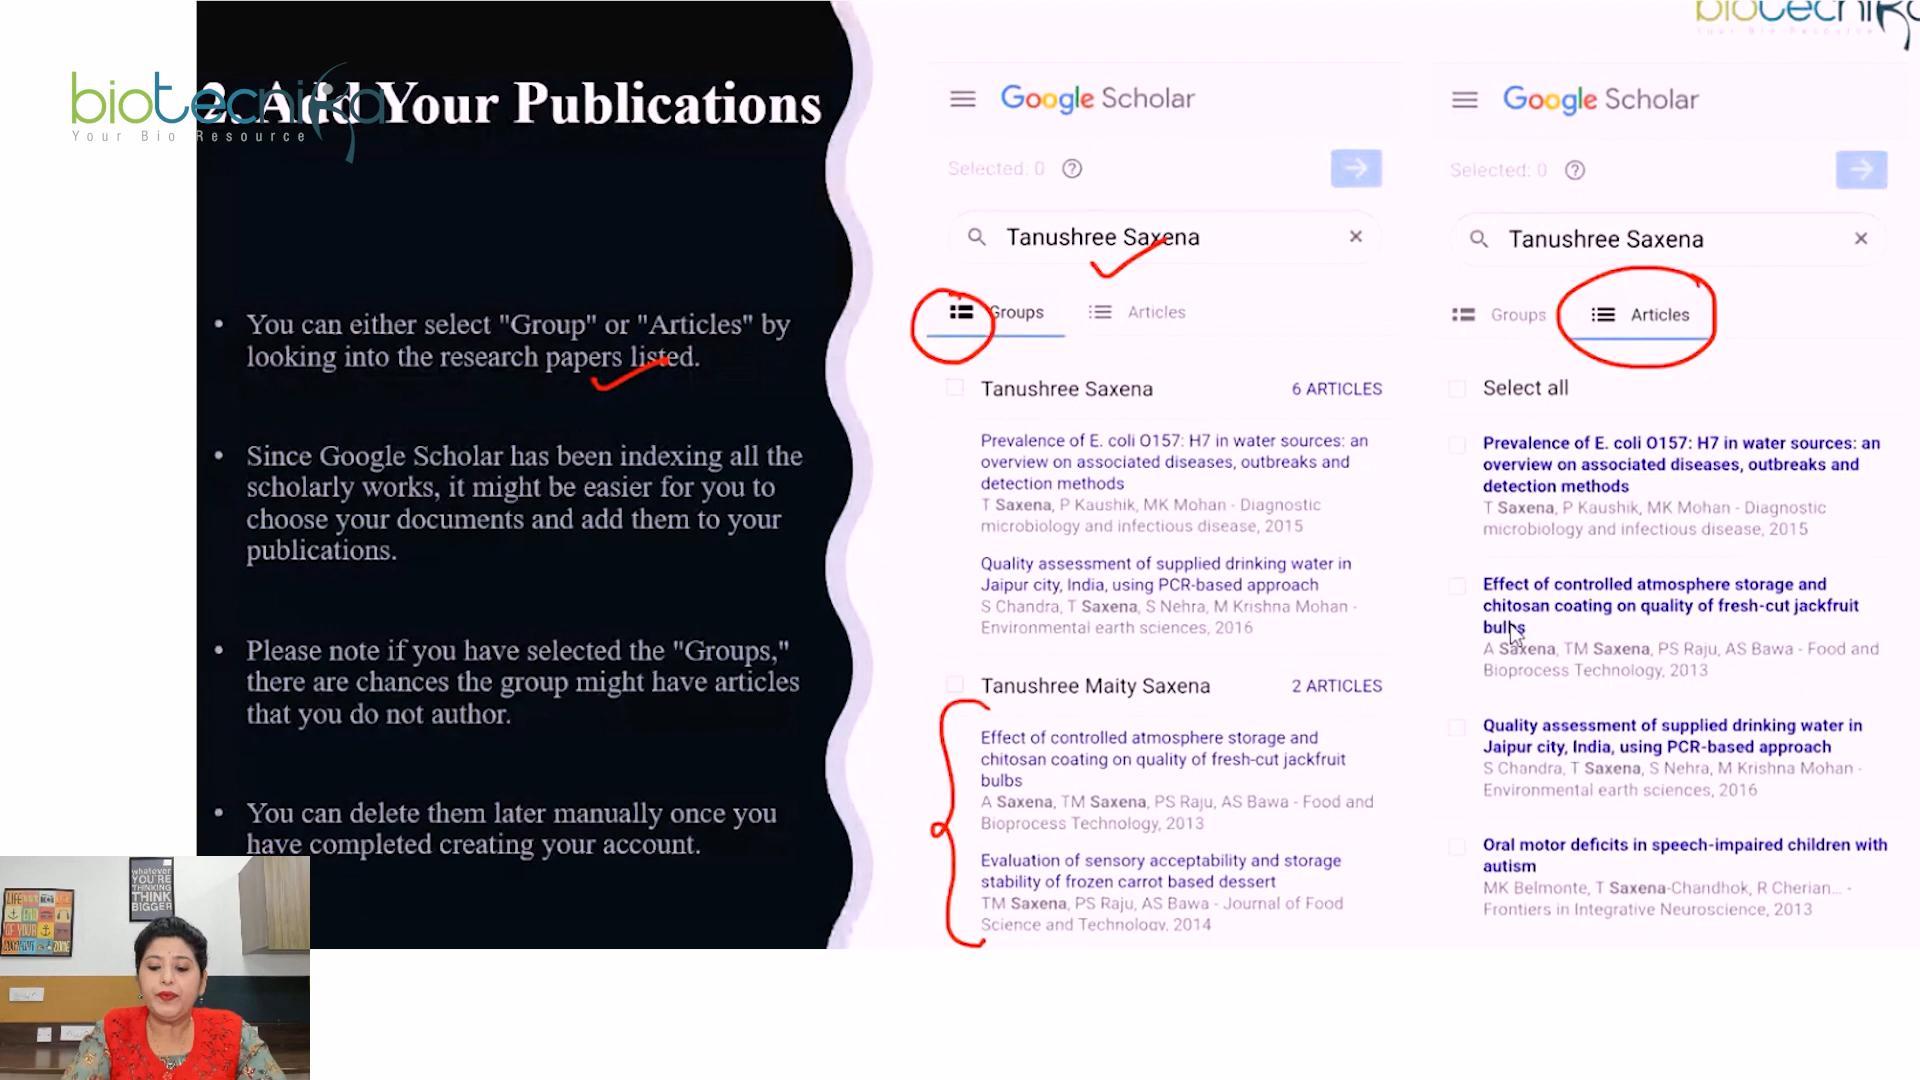 biotecnika
Your Bio Resource
2. Add Your Publications
• You can either select "Group" or "Articles" by
looking into the research papers listed.
• Since Google Scholar has been indexing all the
scholarly works, it might be easier for you to
choose your documents and add them to your
publications.
• Please note if you have selected the "Groups,"
there are chances the group might have articles
that you do not author.
• You can delete them later manually once you
have completed creating your account.
Google Scholar
Selected: 0
Tanushree Saxena
Groups
Articles
Tanushree Saxena 6 ARTICLES
Prevalence of E. coli O157: H7 in water sources: an
overview on associated diseases, outbreaks and
detection methods
T Saxena, P Kaushik, MK Mohan - Diagnostic
microbiology and infectious disease, 2015
Quality assessment of supplied drinking water in
Jaipur city, India, using PCR-based approach
S Chandra, T Saxena, S Nehra, M Krishna Mohan -
Environmental earth sciences, 2016
Tanushree Maity Saxena 2 ARTICLES
Effect of controlled atmosphere storage and
chitosan coating on quality of fresh-cut jackfruit
bulbs
A Saxena, TM Saxena, PS Raju, AS Bawa - Food and
Bioprocess Technology, 2013
Evaluation of sensory acceptability and storage
stability of frozen carrot based dessert
TM Saxena, PS Raju, AS Bawa - Journal of Food
Science and Technology, 2014
biotecnika
Your Bio Resource
Google Scholar
Selected: 0
Tanushree Saxena
Groups
Articles
Select all
Prevalence of E. coli O157: H7 in water sources: an
overview on associated diseases, outbreaks and
detection methods
T Saxena, P Kaushik, MK Mohan - Diagnostic
microbiology and infectious disease, 2015
Effect of controlled atmosphere storage and
chitosan coating on quality of fresh-cut jackfruit
bulbs
A Saxena, TM Saxena, PS Raju, AS Bawa - Food and
Bioprocess Technology, 2013
Quality assessment of supplied drinking water in
Jaipur city, India, using PCR-based approach
S Chandra, T Saxena, S Nehra, M Krishna Mohan -
Environmental earth sciences, 2016
Oral motor deficits in speech-impaired children with
autism
MK Belmonte, T Saxena-Chandhok, R Cherian... -
Frontiers in Integrative Neuroscience, 2013
whatever
YOU'RE
THINKING
THINK
BIGGER
LIFE
OF YOUR
ZONE